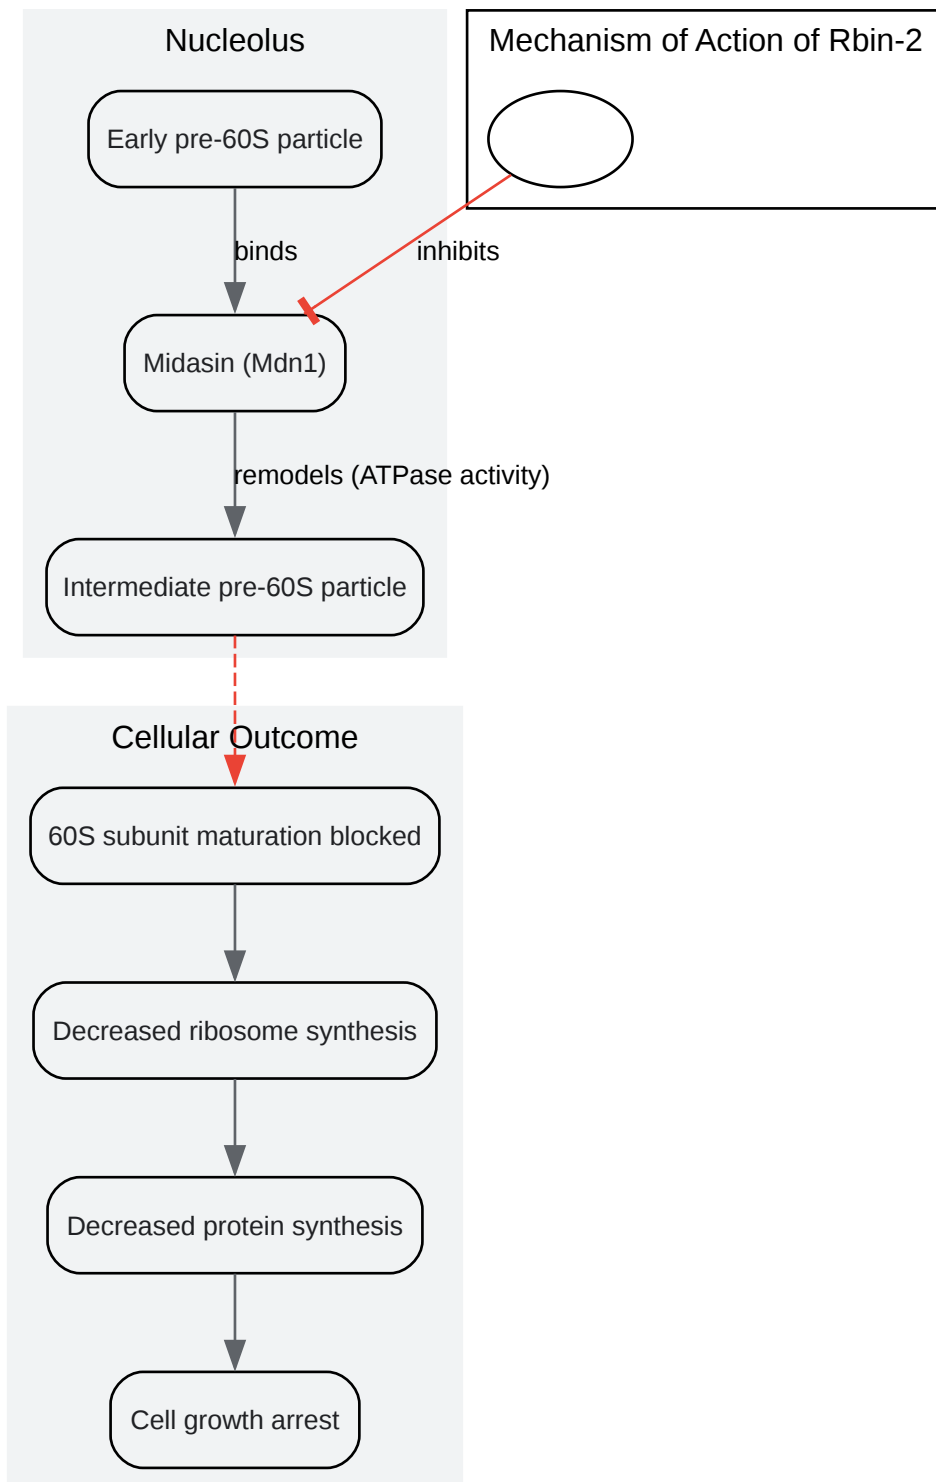 Nucleolus
Mechanism of Action of Rbin-2
Early pre-60S particle
binds
inhibits
Midasin (Mdn1)
remodels (ATPase activity)
Intermediate pre-60S particle
Cellular Outcome
60S subunit maturation blocked
Decreased ribosome synthesis
Decreased protein synthesis
Cell growth arrest